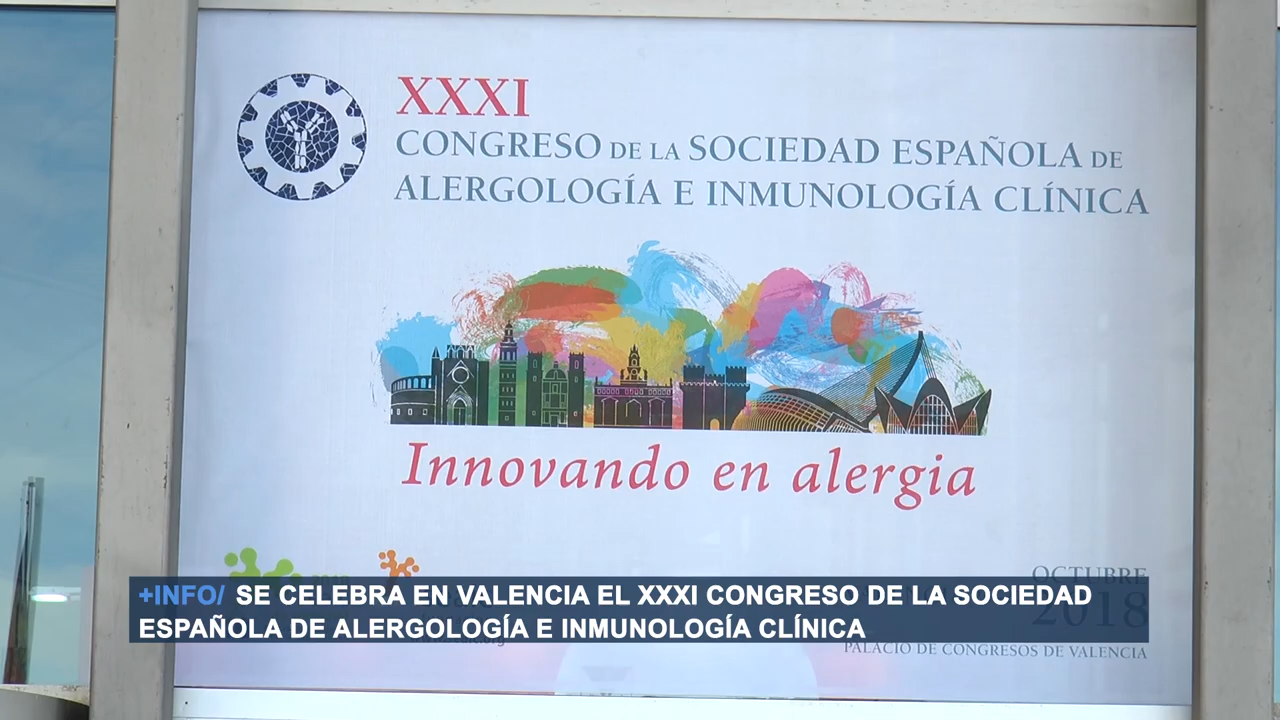 XXXI
CONGRESO DE LA SOCIEDAD ESPAÑOLA DE
ALERGOLOGÍA E INMUNOLOGÍA CLÍNICA
Innovando en alergia
OCTUBRE
2018
PALACIO DE CONGRESOS DE VALENCIA
+INFO/ SE CELEBRA EN VALENCIA EL XXXI CONGRESO DE LA SOCIEDAD
ESPAÑOLA DE ALERGOLOGÍA E INMUNOLOGÍA CLÍNICA